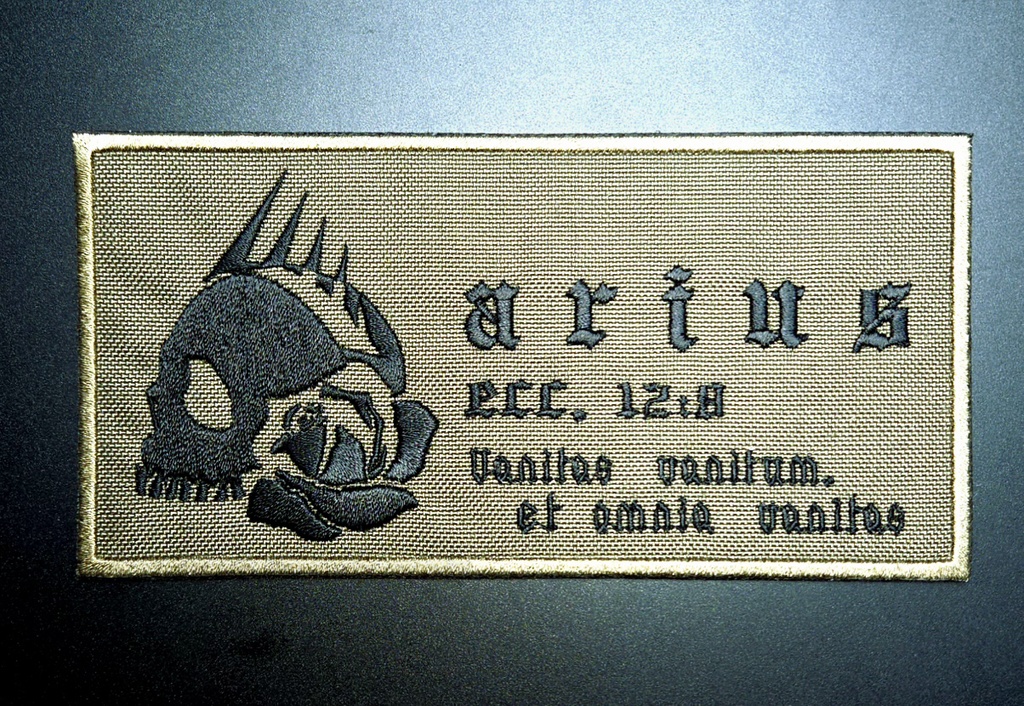 arius
ecc. 12:8
Vanitas vanitum.
et omnia vanitas